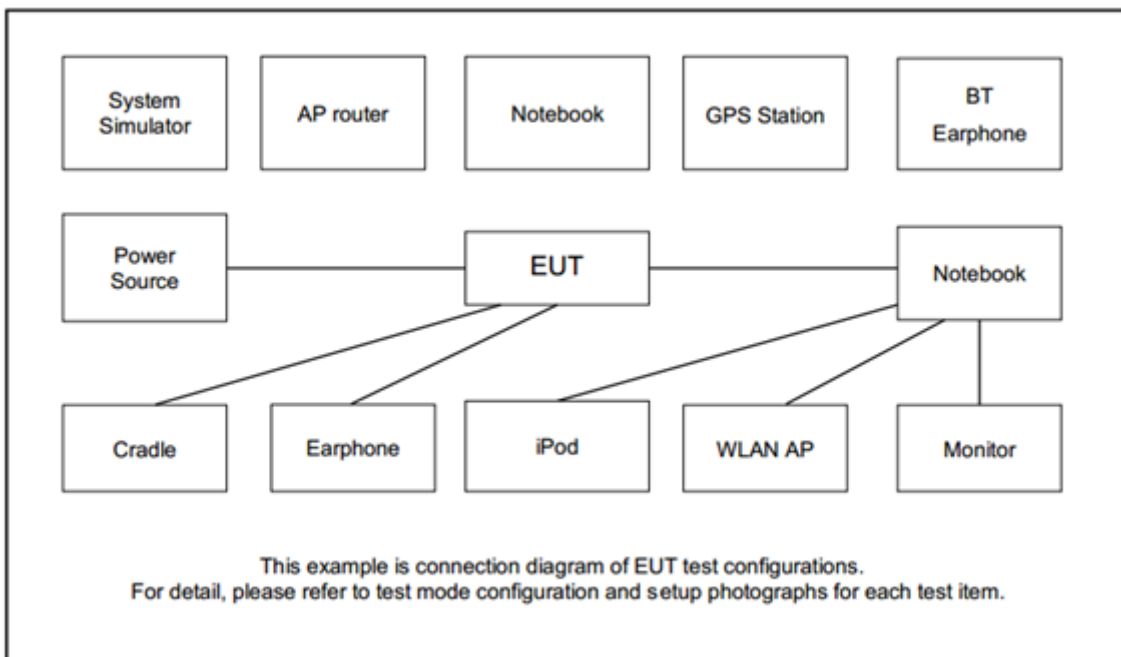 System
Simulator
AP router
Notebook
GPS Station
BT
Earphone
Power
Source
EUT
Notebook
Cradle
Earphone
iPod
WLAN AP
Monitor
This example is connection diagram of EUT test configurations.
For detail, please refer to test mode configuration and setup photographs for each test item.